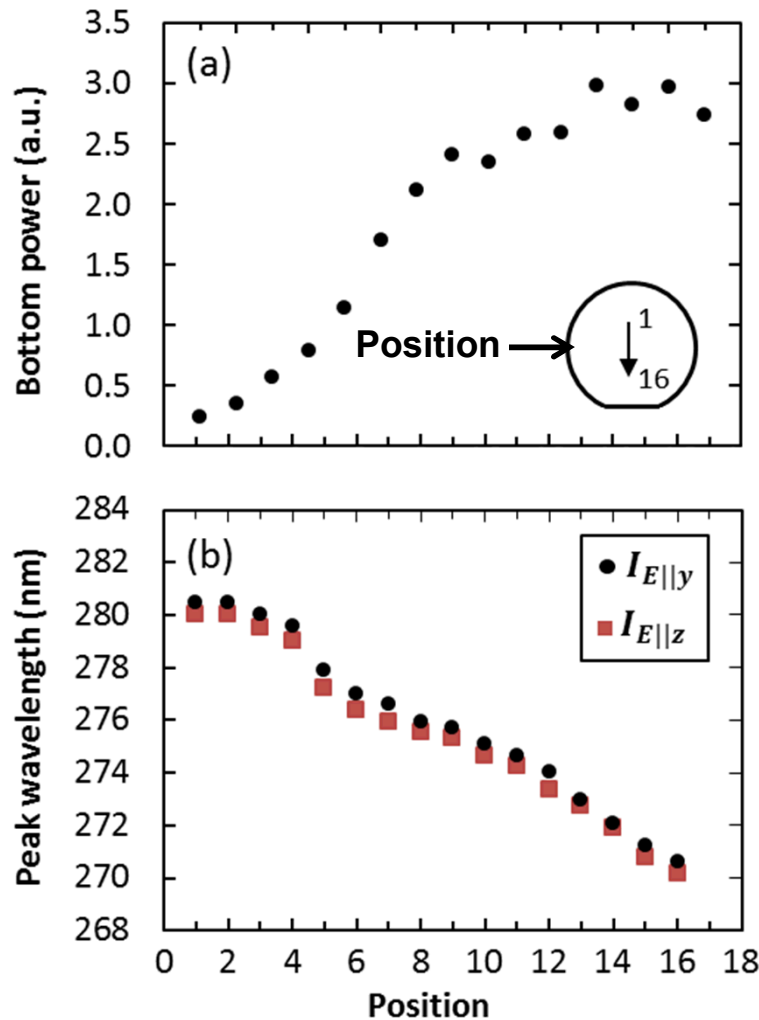 Bottom power (a.u.)
3.5
3.0
2.5
2.0
1.5
1.0
0.5
0.0
(a)
Position
1
16
Peak wavelength (nm)
284
282
280
278
276
274
272
270
268
(b)
I_E||y
I_E||z
0 2 4 6 8 10 12 14 16 18
Position